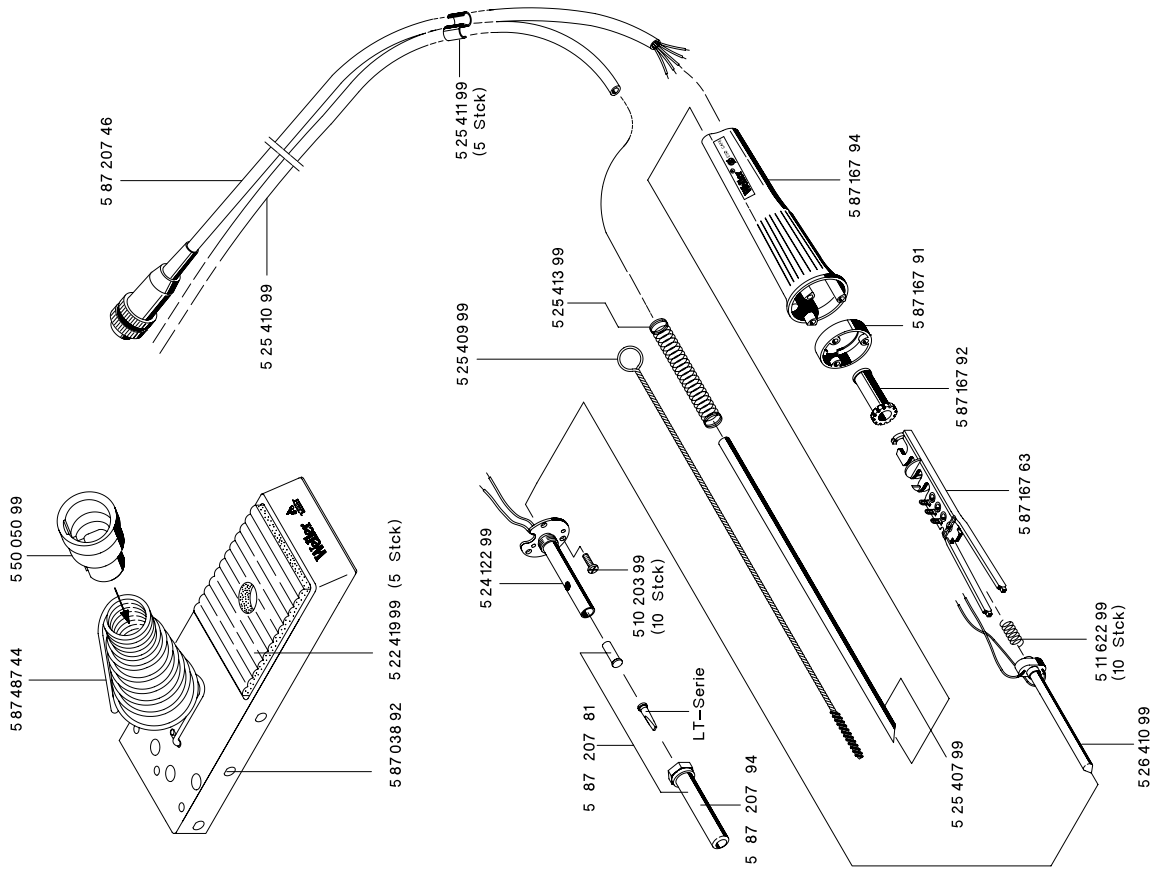 5 87 207 46
5 25 410 99
5 25 411 99
(5 Stck)
5 87 167 94
5 87 167 91
5 87 167 92
5 87 167 63
5 11 622 99
(10 Stck)
5 26 410 99
5 25 413 99
5 25 409 99
5 25 407 99
5 24 122 99
5 10 203 99
(10 Stck)
LT-Serie
5 87 207 81
5 87 207 94
5 50 050 99
5 87 487 44
5 22 419 99 (5 Stck)
5 87 038 92
Weller
Weller